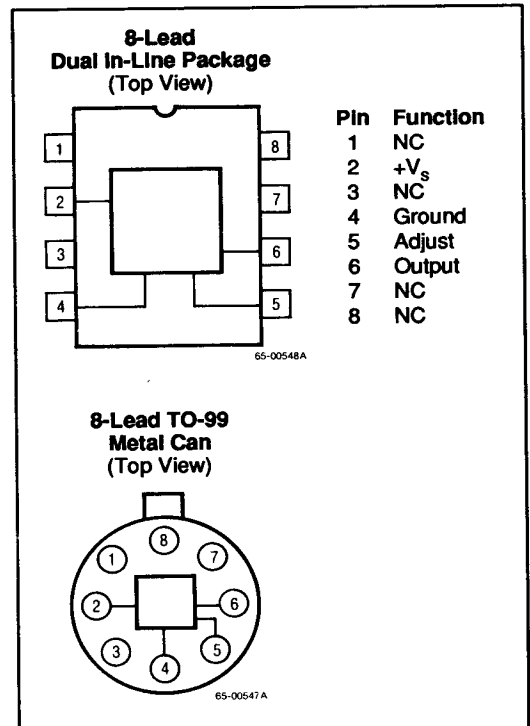 8-Lead
Dual In-Line Package
(Top View)
1
2
3
4
8
7
6
5
65-00548A
Pin Function
1 NC
2 +Vs
3 NC
4 Ground
5 Adjust
6 Output
7 NC
8 NC
8-Lead TO-99
Metal Can
(Top View)
8
1
7
2
6
3
5
4
65-00547A